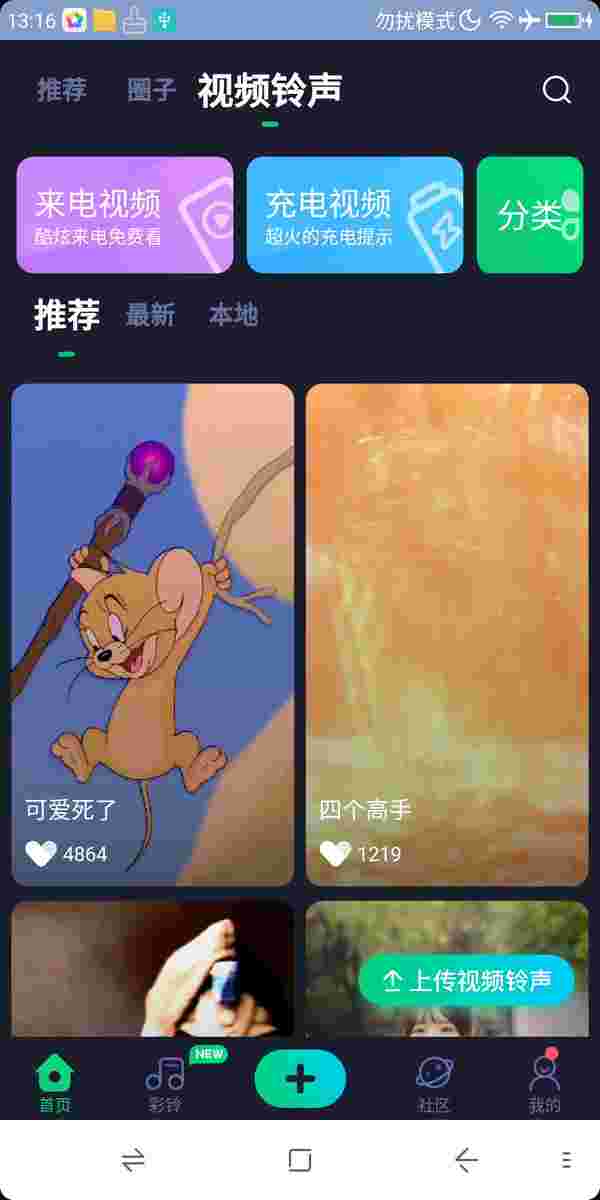 13:16
勿扰模式
推荐 圈子 视频铃声
来电视频
酷炫来电免费看
充电视频
超火的充电提示
分类
推荐 最新 本地
可爱死了
4864
四个高手
1219
上传视频铃声
NEW
首页 彩铃 社区 我的